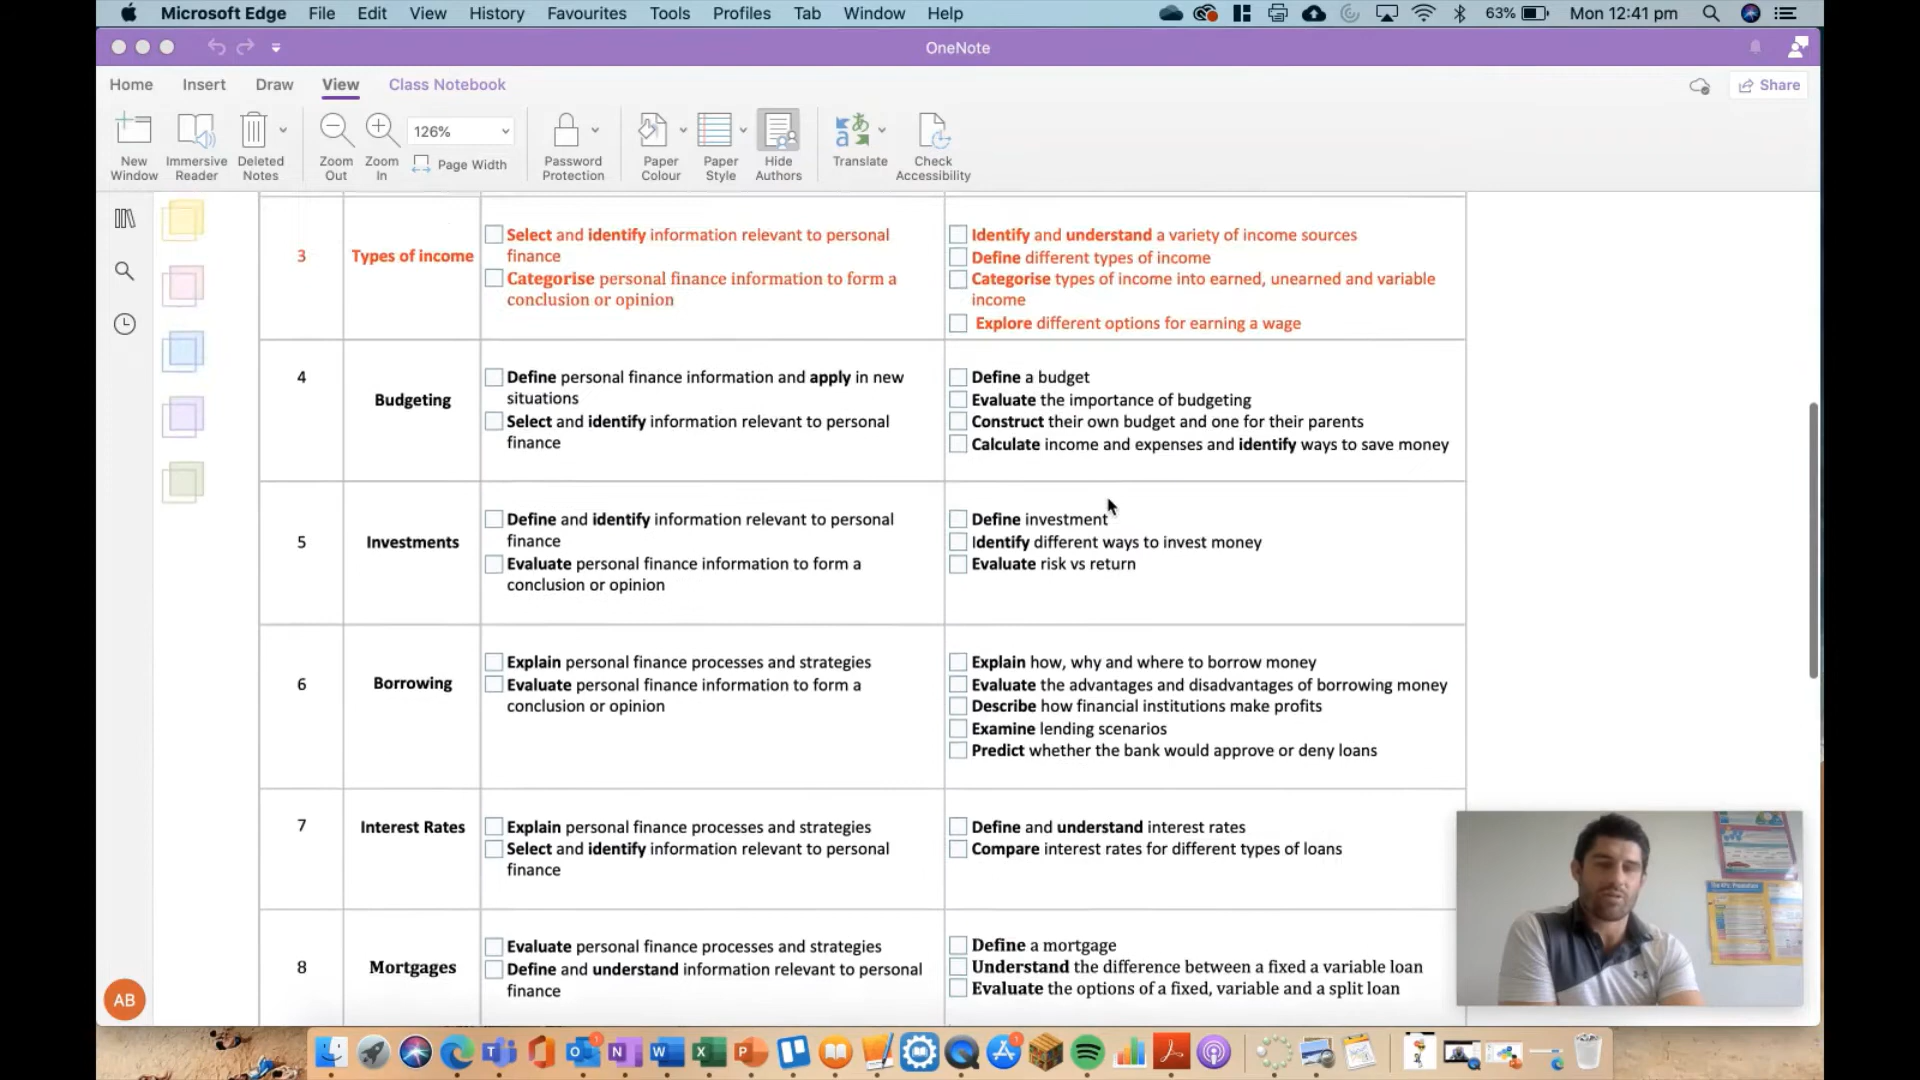 Microsoft Edge File Edit View History Favourites Tools Profiles Tab Window Help 63% Mon 12:41 pm
OneNote
Home Insert Draw View Class Notebook Share
126%
Page Width
New Window
Immersive Reader
Deleted Notes
Zoom Out
Zoom In
Password Protection
Paper Colour
Paper Style
Hide Authors
Translate
Check Accessibility
3
Types of income
Select and identify information relevant to personal
finance
Categorise personal finance information to form a
conclusion or opinion
Identify and understand a variety of income sources
Define different types of income
Categorise types of income into earned, unearned and variable
income
Explore different options for earning a wage
4
Budgeting
Define personal finance information and apply in new
situations
Select and identify information relevant to personal
finance
Define a budget
Evaluate the importance of budgeting
Construct their own budget and one for their parents
Calculate income and expenses and identify ways to save money
5
Investments
Define and identify information relevant to personal
finance
Evaluate personal finance information to form a
conclusion or opinion
Define investment
Identify different ways to invest money
Evaluate risk vs return
6
Borrowing
Explain personal finance processes and strategies
Evaluate personal finance information to form a
conclusion or opinion
Explain how, why and where to borrow money
Evaluate the advantages and disadvantages of borrowing money
Describe how financial institutions make profits
Examine lending scenarios
Predict whether the bank would approve or deny loans
7
Interest Rates
Explain personal finance processes and strategies
Select and identify information relevant to personal
finance
Define and understand interest rates
Compare interest rates for different types of loans
8
Mortgages
Evaluate personal finance processes and strategies
Define and understand information relevant to personal
finance
Define a mortgage
Understand the difference between a fixed a variable loan
Evaluate the options of a fixed, variable and a split loan
AB